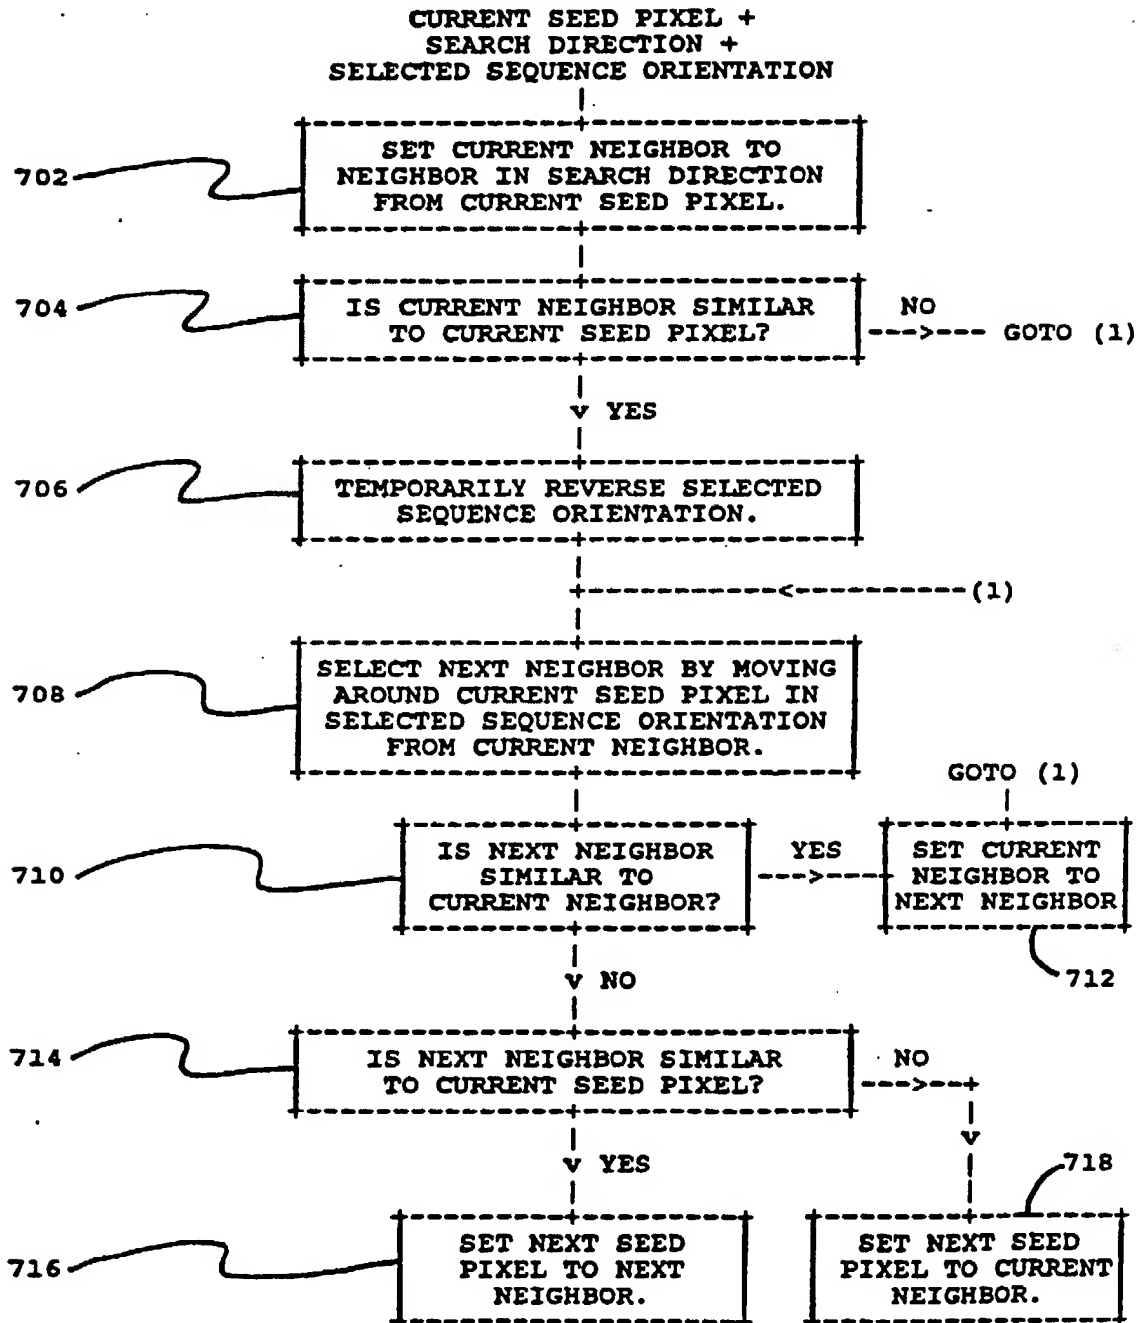 CURRENT SEED PIXEL +
SEARCH DIRECTION +
SELECTED SEQUENCE ORIENTATION
702
SET CURRENT NEIGHBOR TO
NEIGHBOR IN SEARCH DIRECTION
FROM CURRENT SEED PIXEL.
704
IS CURRENT NEIGHBOR SIMILAR
TO CURRENT SEED PIXEL?
NO
GOTO (1)
YES
706
TEMPORARILY REVERSE SELECTED
SEQUENCE ORIENTATION.
(1)
708
SELECT NEXT NEIGHBOR BY MOVING
AROUND CURRENT SEED PIXEL IN
SELECTED SEQUENCE ORIENTATION
FROM CURRENT NEIGHBOR.
GOTO (1)
710
IS NEXT NEIGHBOR
SIMILAR TO
CURRENT NEIGHBOR?
YES
SET CURRENT
NEIGHBOR TO
NEXT NEIGHBOR
712
NO
714
IS NEXT NEIGHBOR SIMILAR
TO CURRENT SEED PIXEL?
NO
YES
718
716
SET NEXT SEED
PIXEL TO NEXT
NEIGHBOR.
SET NEXT SEED
PIXEL TO CURRENT
NEIGHBOR.